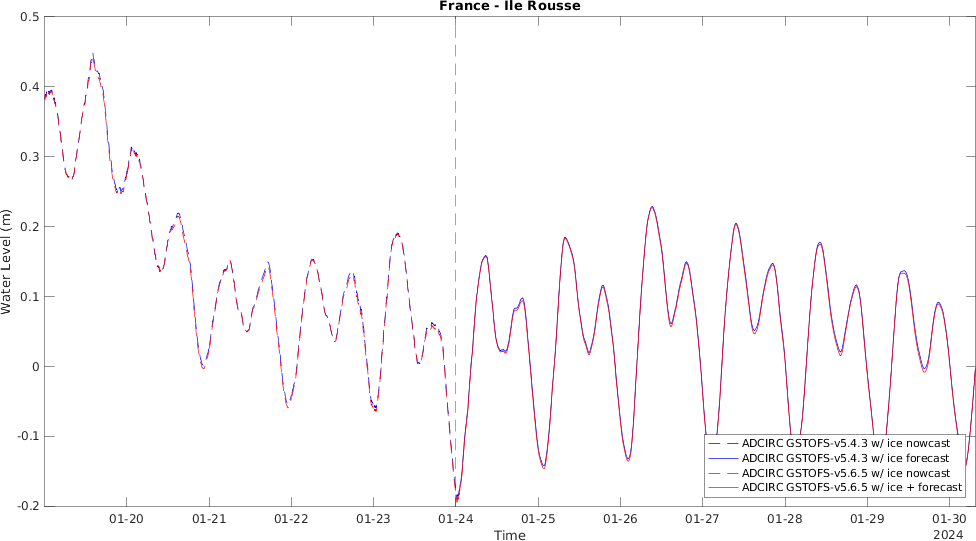 France - Ile Rousse
0.5
0.4
0.3
0.2
0.1
0
-0.1
-0.2
Water Level (m)
ADCIRC GSTOFS-v5.4.3 w/ ice nowcast
ADCIRC GSTOFS-v5.4.3 w/ ice forecast
ADCIRC GSTOFS-v5.6.5 w/ ice nowcast
ADCIRC GSTOFS-v5.6.5 w/ ice + forecast
01-20 01-21 01-22 01-23 01-24 01-25 01-26 01-27 01-28 01-29 01-30
Time
2024